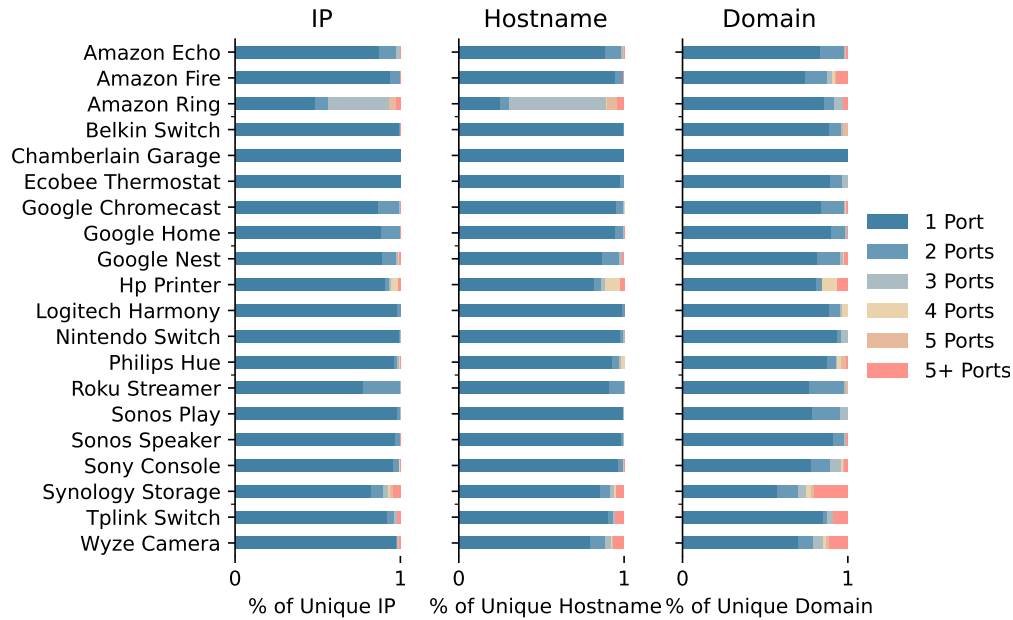 IP
Hostname
Domain
Amazon Echo
Amazon Fire
Amazon Ring
Belkin Switch
Chamberlain Garage
Ecobee Thermostat
Google Chromecast
Google Home
Google Nest
Hp Printer
Logitech Harmony
Nintendo Switch
Philips Hue
Roku Streamer
Sonos Play
Sonos Speaker
Sony Console
Synology Storage
Tplink Switch
Wyze Camera
1 Port
2 Ports
3 Ports
4 Ports
5 Ports
5+ Ports
0 1
0 1
0 1
% of Unique IP
% of Unique Hostname
% of Unique Domain